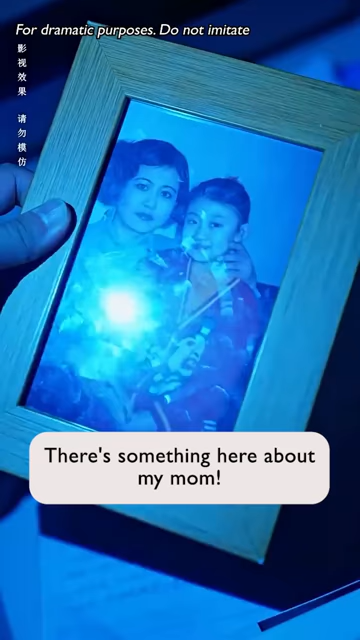 For dramatic purposes. Do not imitate
影视效果 请勿模仿
There's something here about
my mom!